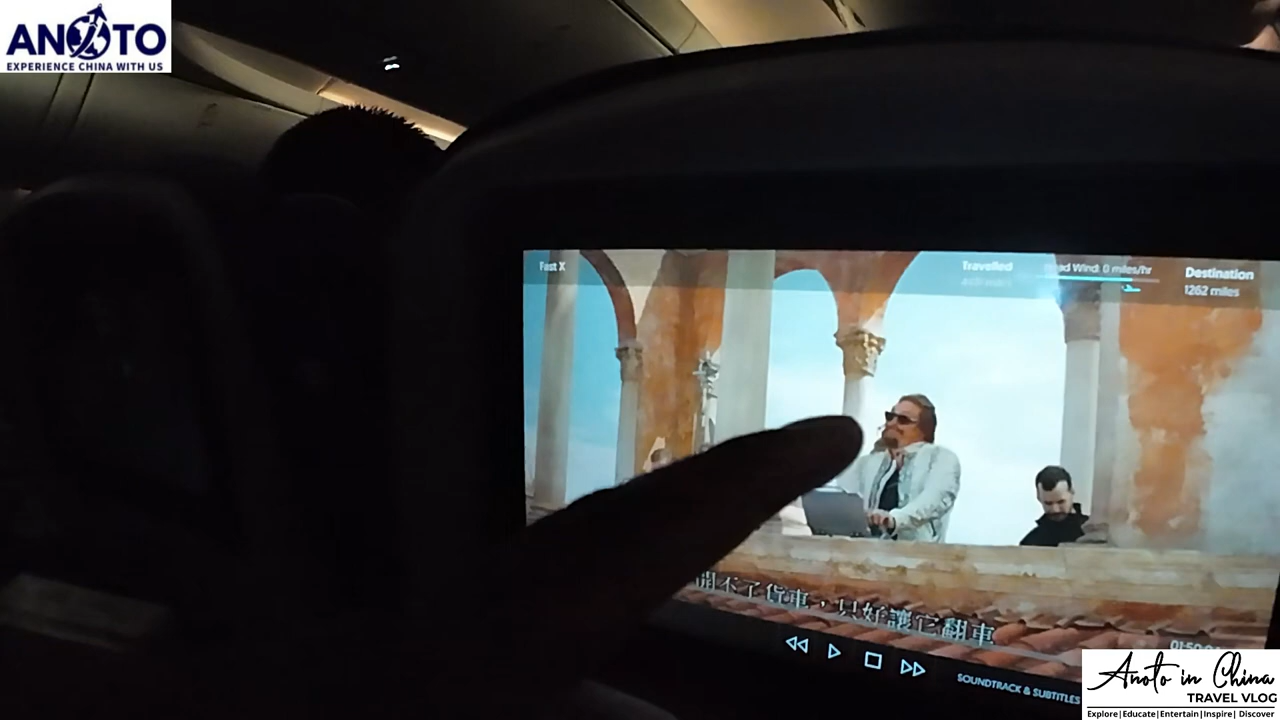 ANOTO
EXPERIENCE CHINA WITH US
Fast X
Travelled
Head Wind: 0 miles/hr
Destination
1262 miles
開不了貨車，只好讓它翻車
SOUNDTRACK & SUBTITLES
Anoto in China
TRAVEL VLOG
Explore|Educate|Entertain|Inspire| Discover